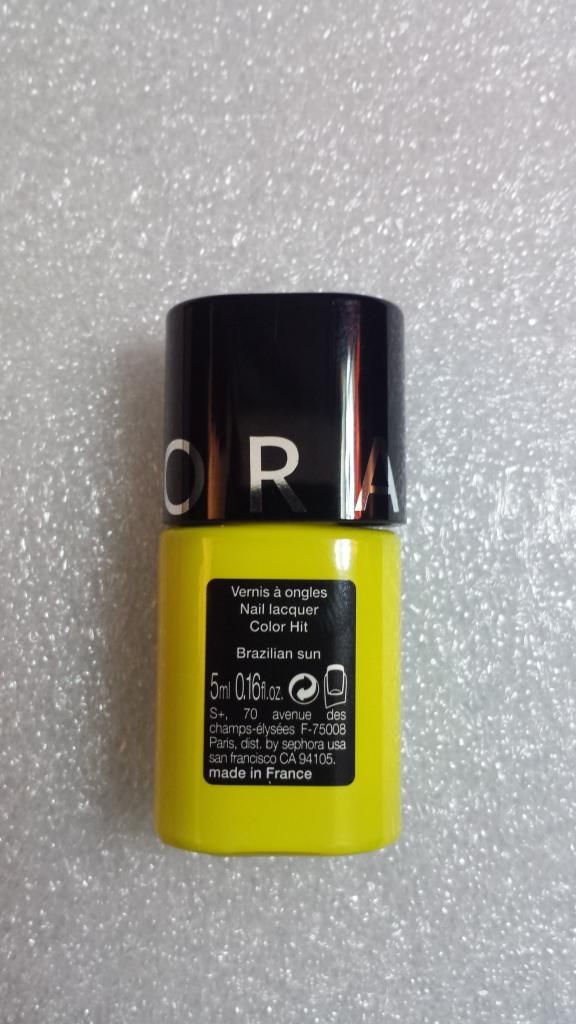 ORA
Vernis à ongles
Nail lacquer
Color Hit
Brazilian sun
5ml 0.16fl.oz.
S+, 70 avenue des
champs-élysées F-75008
Paris, dist. by sephora usa
san francisco CA 94105.
made in France